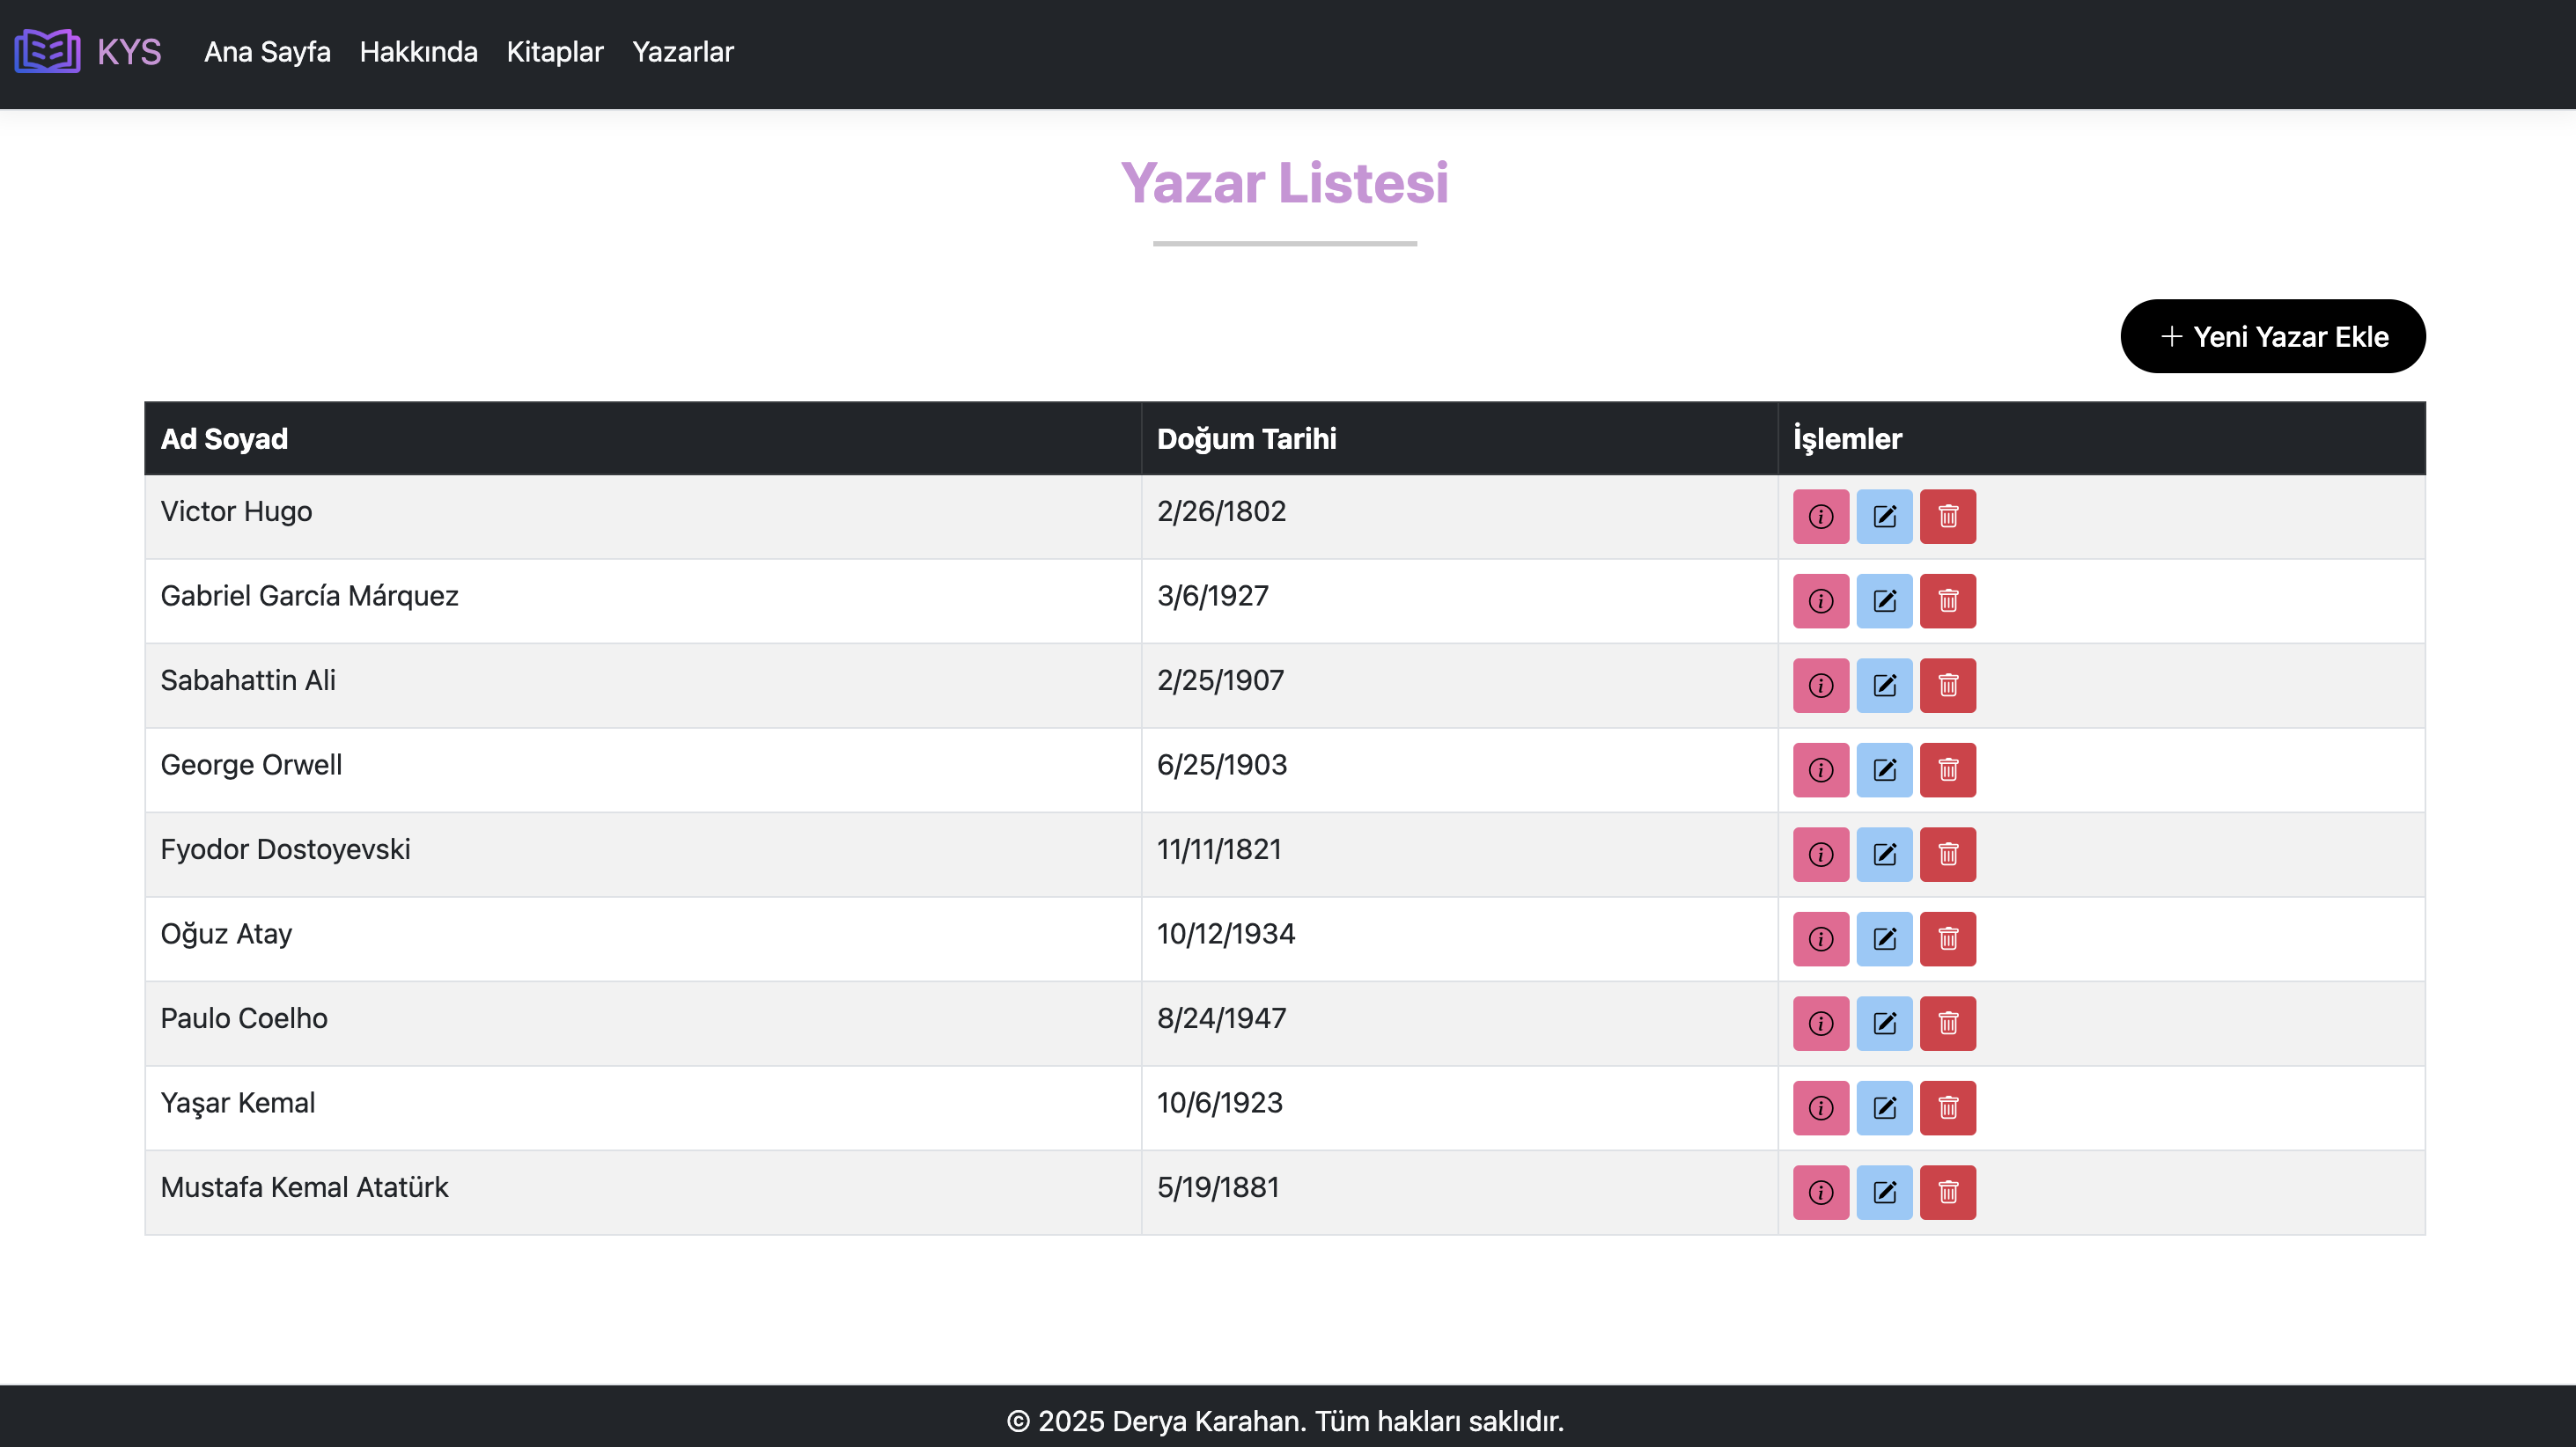 KYS Ana Sayfa Hakkında Kitaplar Yazarlar
Yazar Listesi
+ Yeni Yazar Ekle
Ad Soyad Doğum Tarihi İşlemler
Victor Hugo 2/26/1802
Gabriel García Márquez 3/6/1927
Sabahattin Ali 2/25/1907
George Orwell 6/25/1903
Fyodor Dostoyevski 11/11/1821
Oğuz Atay 10/12/1934
Paulo Coelho 8/24/1947
Yaşar Kemal 10/6/1923
Mustafa Kemal Atatürk 5/19/1881
© 2025 Derya Karahan. Tüm hakları saklıdır.